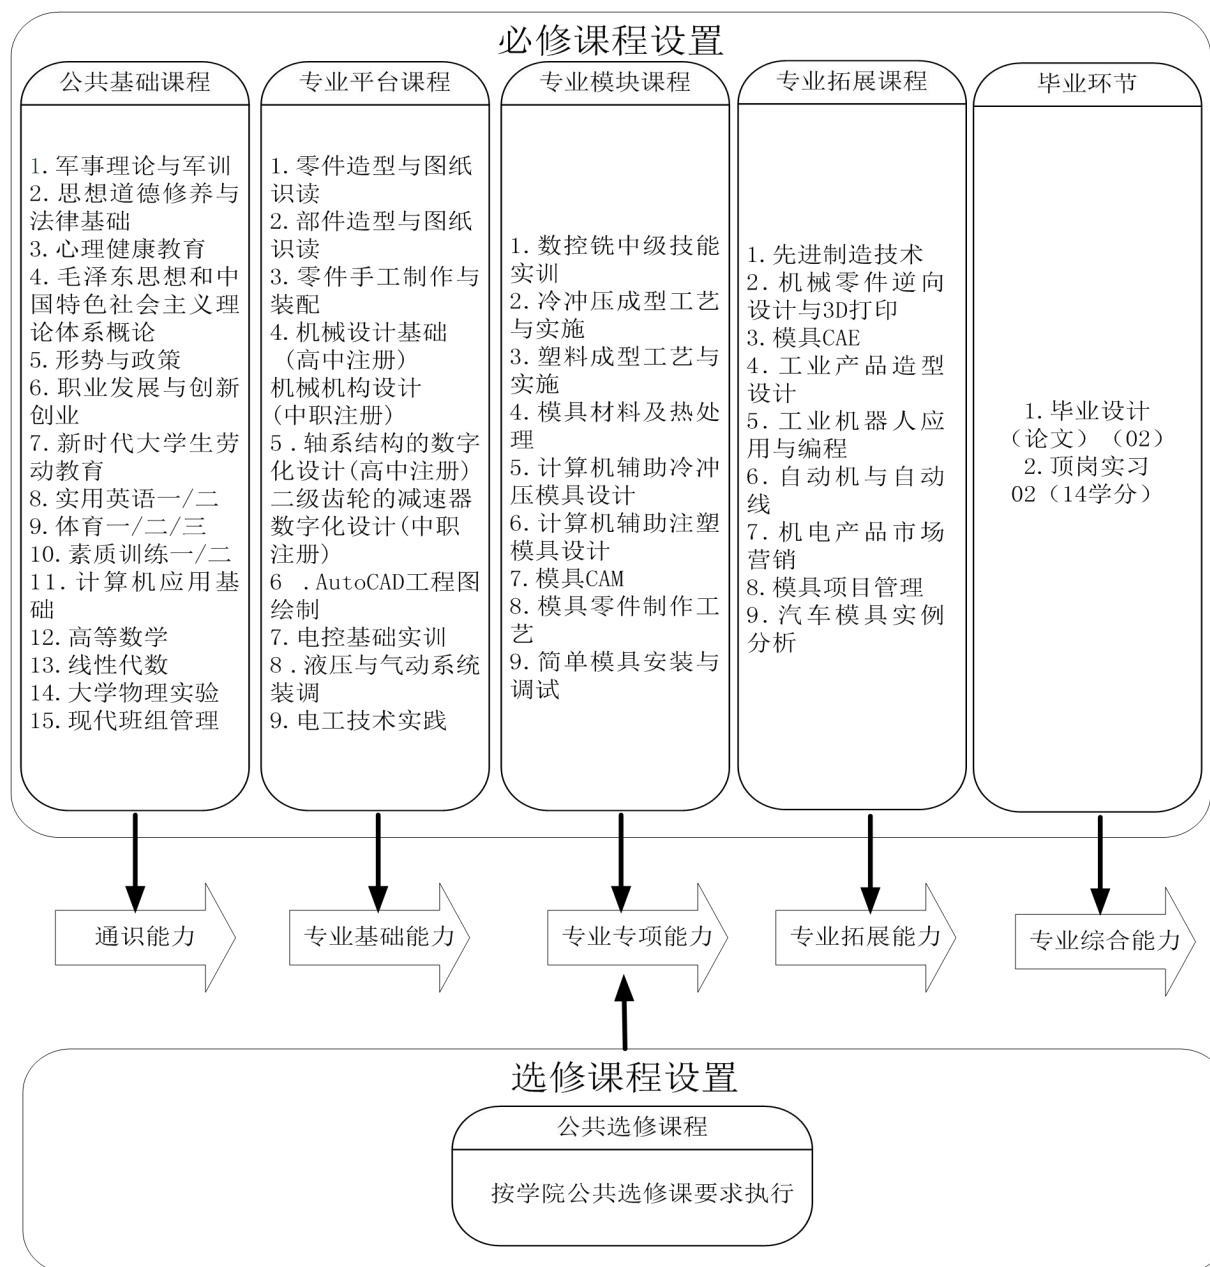 必修课程设置
公共基础课程
1.军事理论与军训
2.思想道德修养与
法律基础
3.心理健康教育
4.毛泽东思想和中
国特色社会主义理
论体系概论
5.形势与政策
6.职业发展与创新
创业
7.新时代大学生劳
动教育
8.实用英语一/二
9.体育一/二/三
10.素质训练一/二
11.计算机应用基
础
12.高等数学
13.线性代数
14.大学物理实验
15.现代班组管理
专业平台课程
1.零件造型与图纸
识读
2.部件造型与图纸
识读
3.零件手工制作与
装配
4.机械设计基础
(高中注册)
机械机构设计
(中职注册)
5.轴系结构的数字
化设计(高中注册)
二级齿轮的减速器
数字化设计(中职
注册)
6 .AutoCAD工程图
绘制
7.电控基础实训
8.液压与气动系统
装调
9.电工技术实践
专业模块课程
1.数控铣中级技能
实训
2.冷冲压成型工艺
与实施
3.塑料成型工艺与
实施
4.模具材料及热处
理
5.计算机辅助冷冲
压模具设计
6.计算机辅助注塑
模具设计
7.模具CAM
8.模具零件制作工
艺
9.简单模具安装与
调试
专业拓展课程
1.先进制造技术
2.机械零件逆向
设计与3D打印
3.模具CAE
4.工业产品造型
设计
5.工业机器人应
用与编程
6.自动机与自动
线
7.机电产品市场
营销
8.模具项目管理
9.汽车模具实例
分析
毕业环节
1.毕业设计
（论文）（02）
2.顶岗实习
02（14学分）
通识能力
专业基础能力
专业专项能力
专业拓展能力
专业综合能力
选修课程设置
公共选修课程
按学院公共选修课要求执行